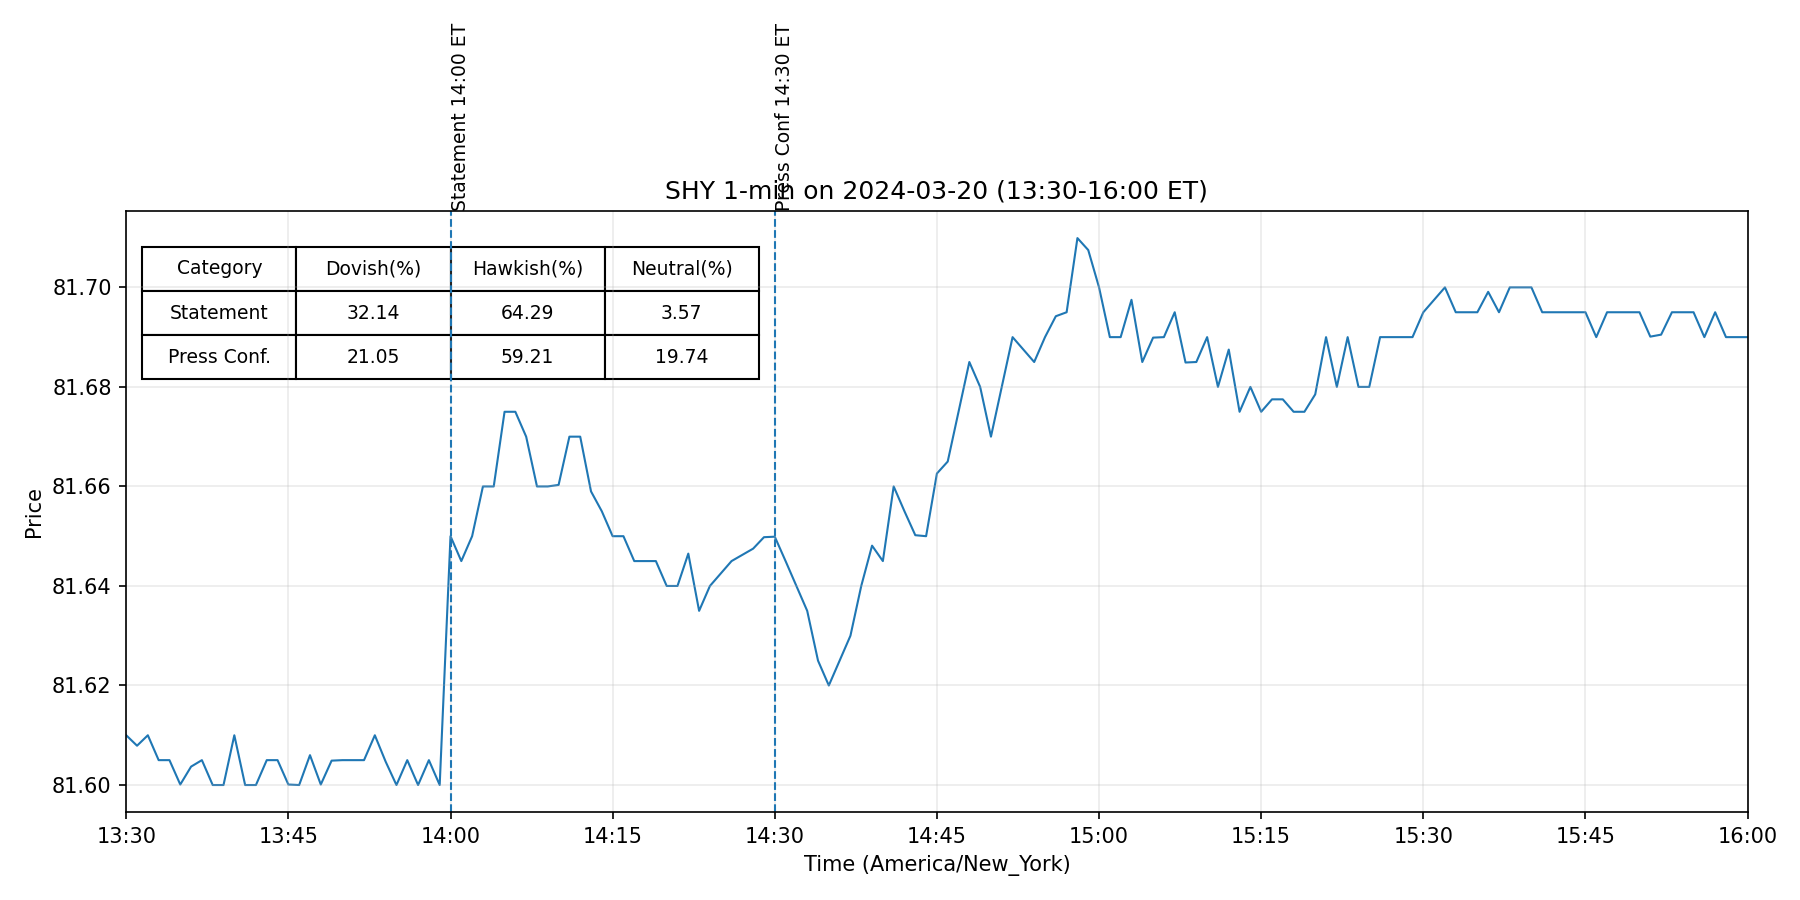 Statement 14:00 ET
Press Conf 14:30 ET
SHY 1-min on 2024-03-20 (13:30-16:00 ET)
Category Dovish(%) Hawkish(%) Neutral(%)
Statement 32.14 64.29 3.57
Press Conf. 21.05 59.21 19.74
Price
81.70
81.68
81.66
81.64
81.62
81.60
13:30 13:45 14:00 14:15 14:30 14:45 15:00 15:15 15:30 15:45 16:00
Time (America/New_York)